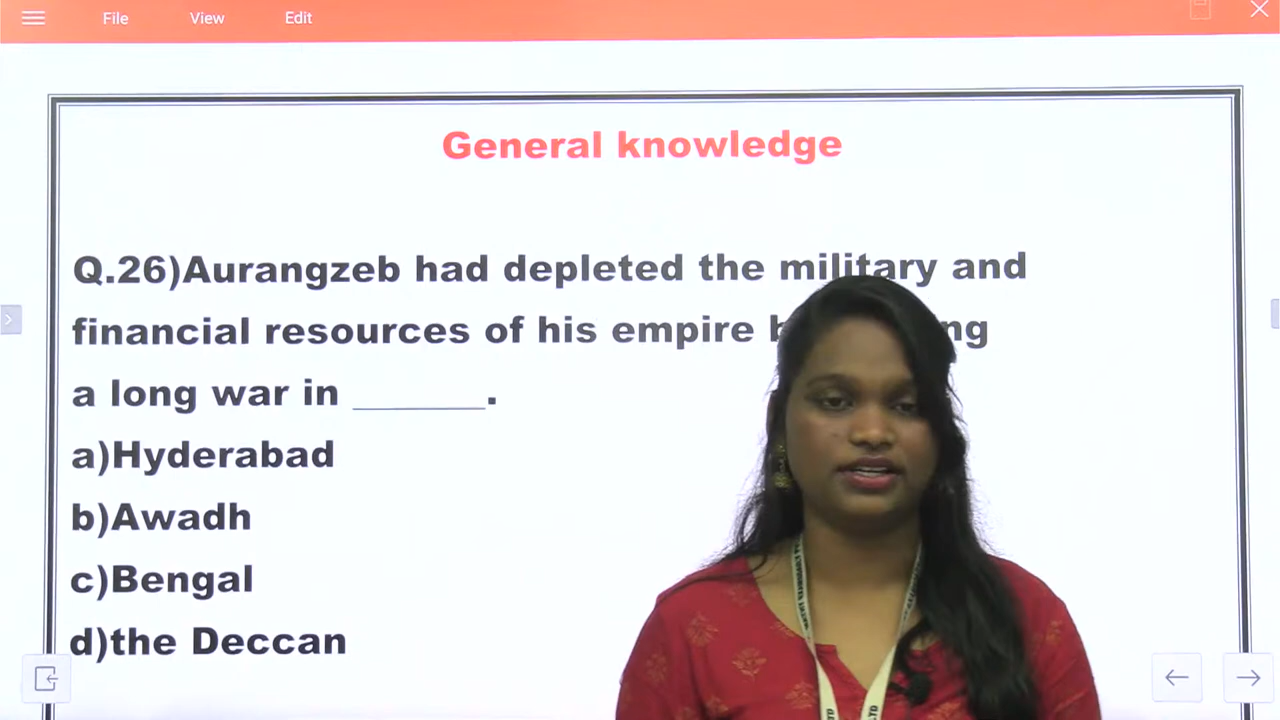 File View Edit
General knowledge
Q.26)Aurangzeb had depleted the military and
financial resources of his empire
a long war in _______.
a)Hyderabad
b)Awadh
c)Bengal
d)the Deccan